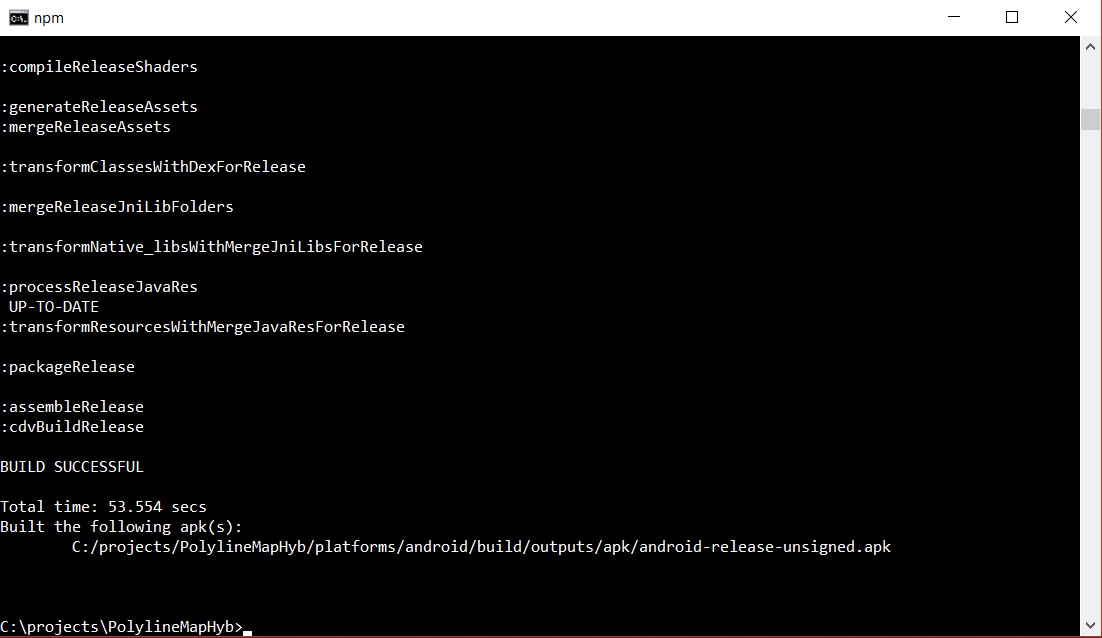 npm
:compileReleaseShaders
:generateReleaseAssets
:mergeReleaseAssets
:transformClassesWithDexForRelease
:mergeReleaseJniLibFolders
:transformNative_libsWithMergeJniLibsForRelease
:processReleaseJavaRes
UP-TO-DATE
:transformResourcesWithMergeJavaResForRelease
:packageRelease
:assembleRelease
:cdvBuildRelease
BUILD SUCCESSFUL
Total time: 53.554 secs
Built the following apk(s):
C:/projects/PolylineMapHyb/platforms/android/build/outputs/apk/android-release-unsigned.apk
C:\projects\PolylineMapHyb>